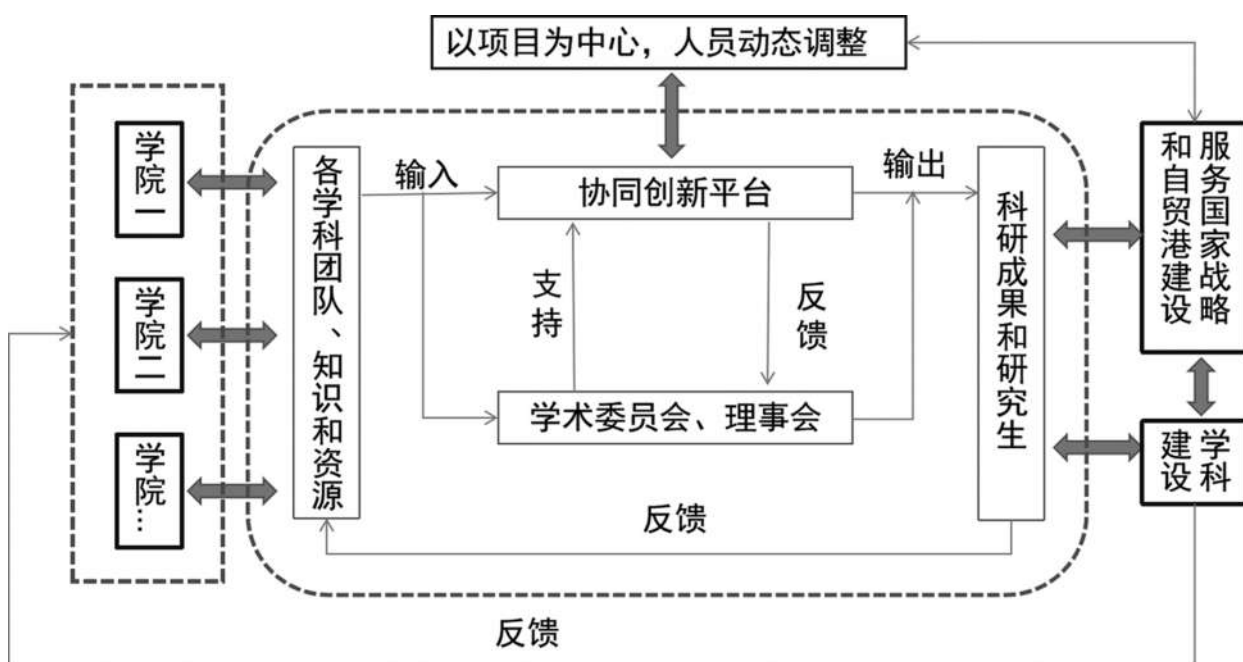 以项目为中心，人员动态调整
学院一
学院二
学院…
各学科团队、知识和资源
输入
协同创新平台
输出
支持
反馈
学术委员会、理事会
科研成果和研究生
反馈
服务国家战略
和自贸港建设
学科
建设
反馈